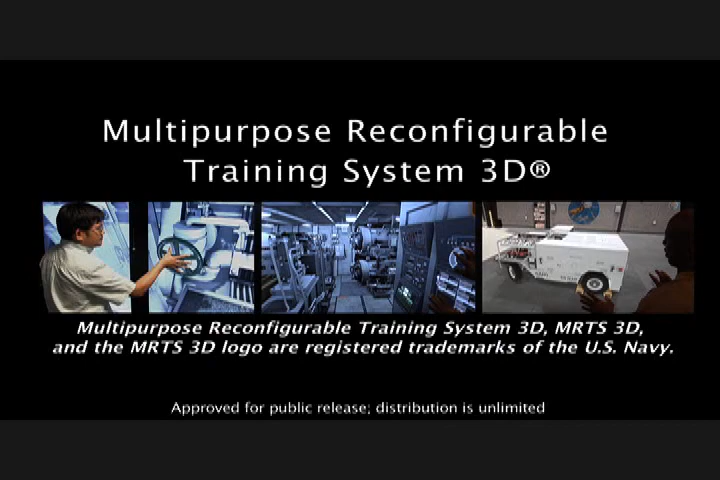 Multipurpose Reconfigurable
Training System 3D®
Multipurpose Reconfigurable Training System 3D, MRTS 3D,
and the MRTS 3D logo are registered trademarks of the U.S. Navy.
Approved for public release; distribution is unlimited